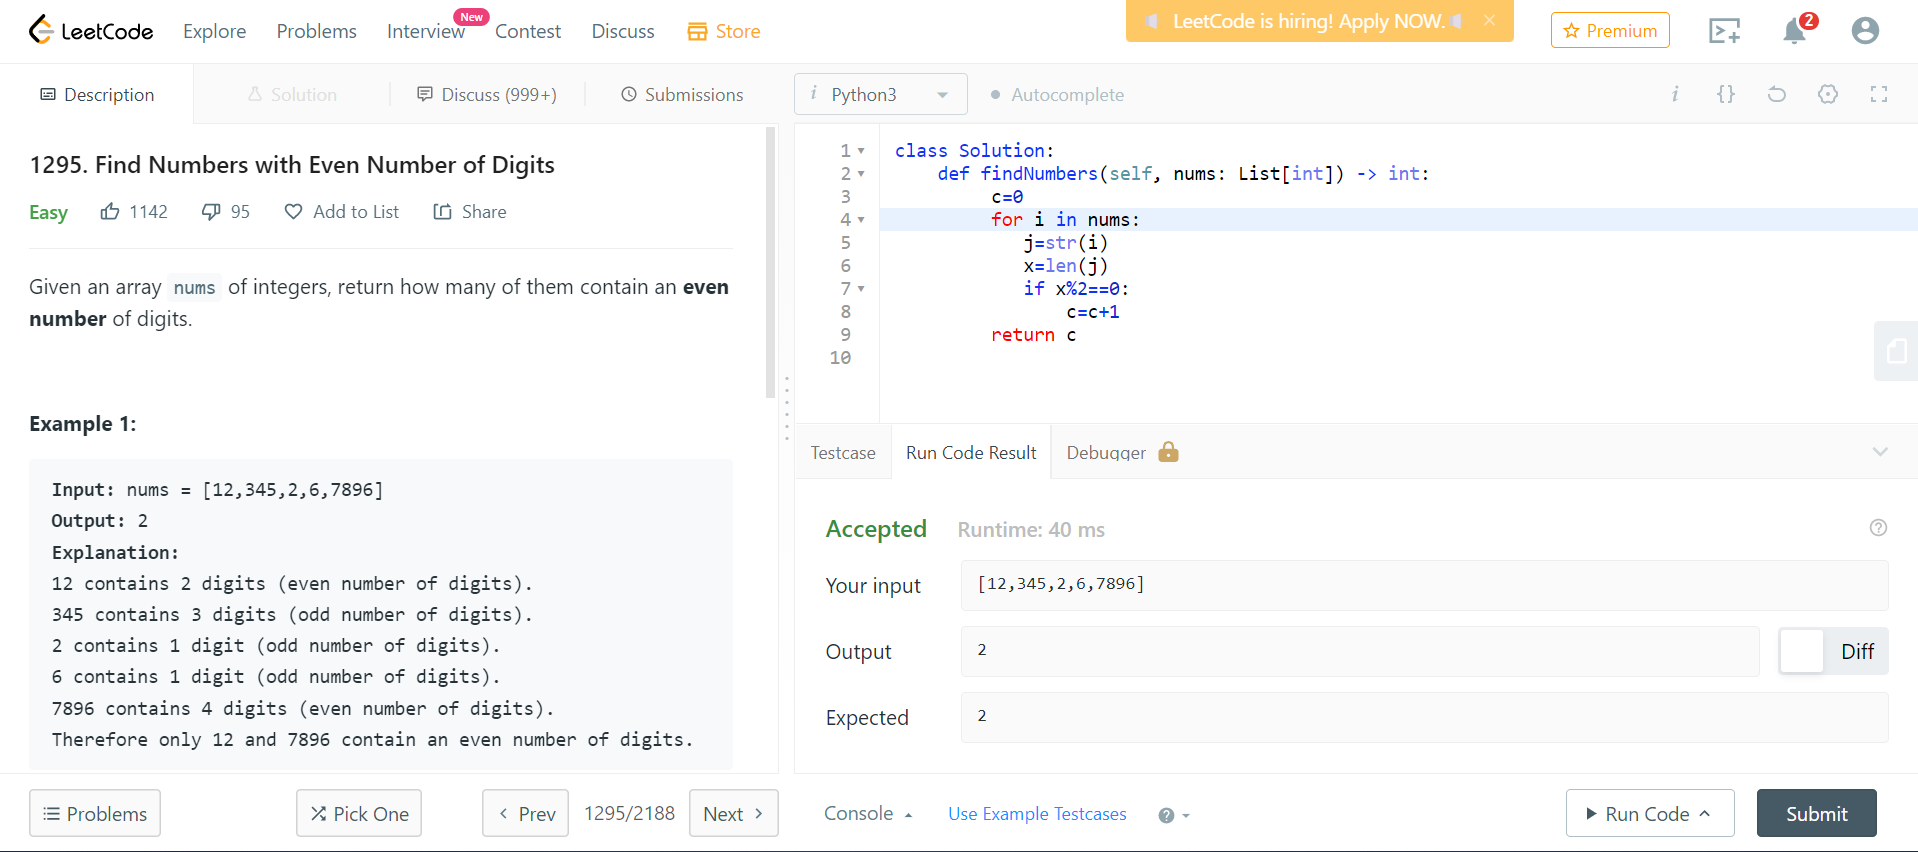 LeetCode Explore Problems Interview New Contest Discuss Store LeetCode is hiring! Apply NOW. × Premium 2
Description Solution Discuss (999+) Submissions
i Python3 Autocomplete i {}
1295. Find Numbers with Even Number of Digits
Easy 1142 95 Add to List Share
Given an array nums of integers, return how many of them contain an even
number of digits.
Example 1:
Input: nums = [12,345,2,6,7896]
Output: 2
Explanation:
12 contains 2 digits (even number of digits).
345 contains 3 digits (odd number of digits).
2 contains 1 digit (odd number of digits).
6 contains 1 digit (odd number of digits).
7896 contains 4 digits (even number of digits).
Therefore only 12 and 7896 contain an even number of digits.
1 class Solution:
2 def findNumbers(self, nums: List[int]) -> int:
3 c=0
4 for i in nums:
5 j=str(i)
6 x=len(j)
7 if x%2==0:
8 c=c+1
9 return c
10
Testcase Run Code Result Debugger
Accepted Runtime: 40 ms ?
Your input [12,345,2,6,7896]
Output 2 Diff
Expected 2
Problems Pick One < Prev 1295/2188 Next >
Console Use Example Testcases ? Run Code Submit